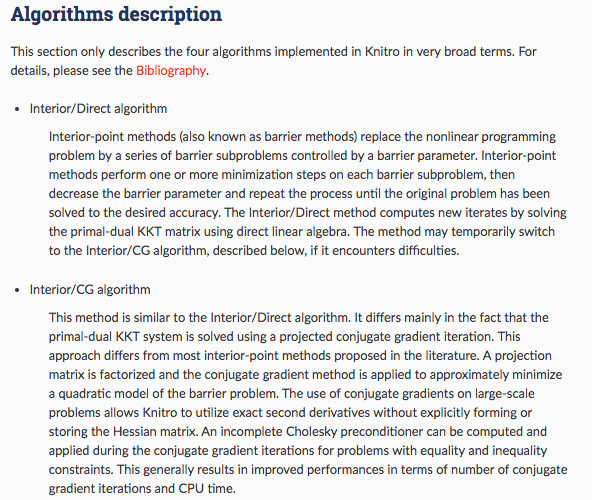 Algorithms description
This section only describes the four algorithms implemented in Knitro in very broad terms. For
details, please see the Bibliography.
• Interior/Direct algorithm
Interior-point methods (also known as barrier methods) replace the nonlinear programming
problem by a series of barrier subproblems controlled by a barrier parameter. Interior-point
methods perform one or more minimization steps on each barrier subproblem, then
decrease the barrier parameter and repeat the process until the original problem has been
solved to the desired accuracy. The Interior/Direct method computes new iterates by solving
the primal-dual KKT matrix using direct linear algebra. The method may temporarily switch
to the Interior/CG algorithm, described below, if it encounters difficulties.
• Interior/CG algorithm
This method is similar to the Interior/Direct algorithm. It differs mainly in the fact that the
primal-dual KKT system is solved using a projected conjugate gradient iteration. This
approach differs from most interior-point methods proposed in the literature. A projection
matrix is factorized and the conjugate gradient method is applied to approximately minimize
a quadratic model of the barrier problem. The use of conjugate gradients on large-scale
problems allows Knitro to utilize exact second derivatives without explicitly forming or
storing the Hessian matrix. An incomplete Cholesky preconditioner can be computed and
applied during the conjugate gradient iterations for problems with equality and inequality
constraints. This generally results in improved performances in terms of number of conjugate
gradient iterations and CPU time.